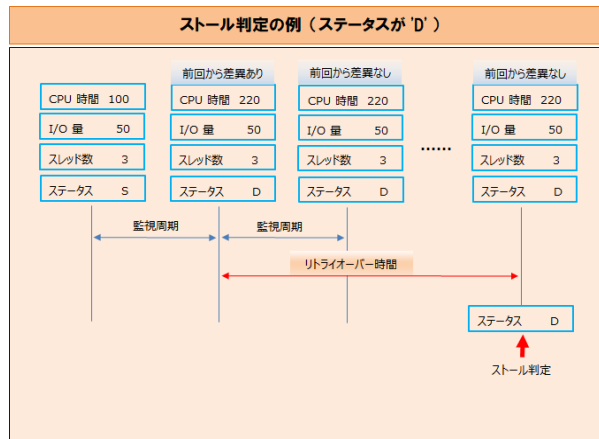 ストール判定の例（ステータスが 'D'）
前回から差異あり
前回から差異なし
前回から差異なし
CPU 時間 100
CPU 時間 220
CPU 時間 220
CPU 時間 220
I/O 量 50
I/O 量 50
I/O 量 50
I/O 量 50
スレッド数 3
スレッド数 3
スレッド数 3
スレッド数 3
……
ステータス S
ステータス D
ステータス D
ステータス D
監視周期
監視周期
リトライオーバー時間
ステータス D
ストール判定